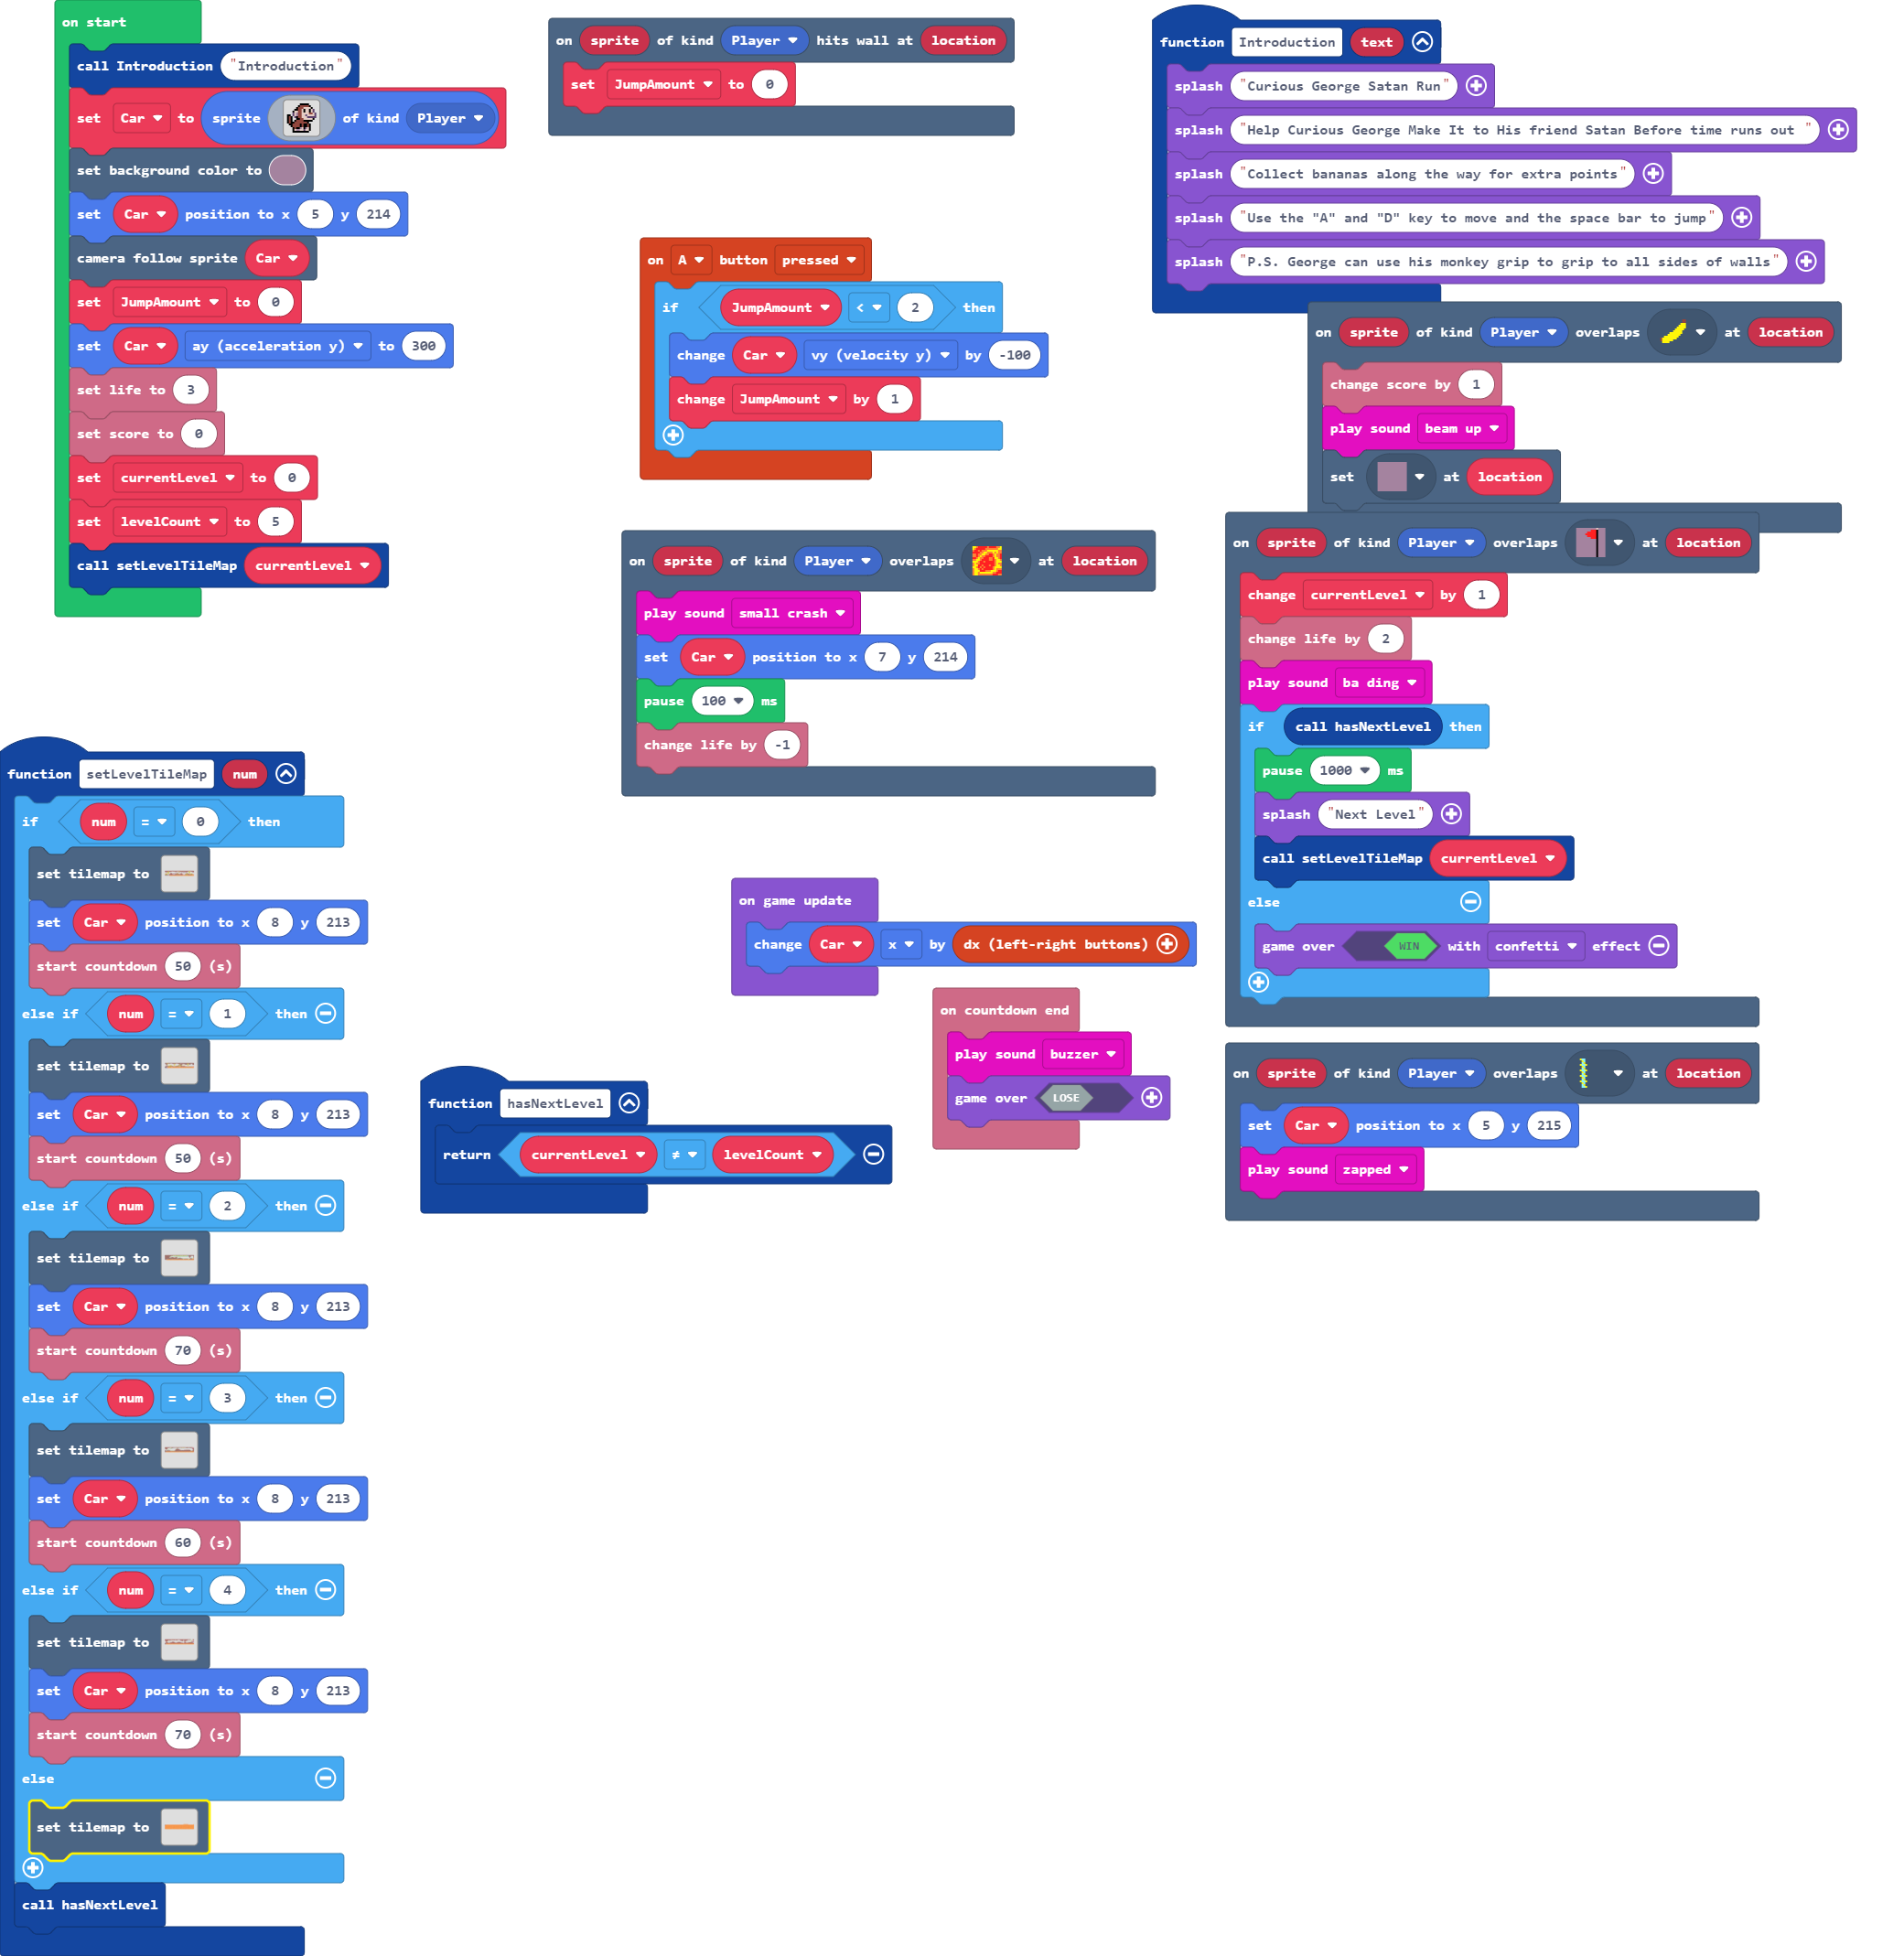 on start
call Introduction "Introduction"
set Car to sprite of kind Player
set background color to
set Car position to x 5 y 214
camera follow sprite Car
set JumpAmount to 0
set Car ay (acceleration y) to 300
set life to 3
set score to 0
set currentLevel to 0
set levelCount to 5
call setLevelTileMap currentLevel
on sprite of kind Player hits wall at location
set JumpAmount to 0
on A button pressed
if JumpAmount < 2 then
change Car vy (velocity y) by -100
change JumpAmount by 1
on sprite of kind Player overlaps at location
play sound small crash
set Car position to x 7 y 214
pause 100 ms
change life by -1
function Introduction text
splash "Curious George Satan Run"
splash "Help Curious George Make It to His friend Satan Before time runs out "
splash "Collect bananas along the way for extra points"
splash "Use the "A" and "D" key to move and the space bar to jump"
splash "P.S. George can use his monkey grip to grip to all sides of walls"
on sprite of kind Player overlaps at location
change score by 1
play sound beam up
set at location
on sprite of kind Player overlaps at location
change currentLevel by 1
change life by 2
play sound ba ding
if call hasNextLevel then
pause 1000 ms
splash "Next Level"
call setLevelTileMap currentLevel
else
game over WIN with confetti effect
on sprite of kind Player overlaps at location
set Car position to x 5 y 215
play sound zapped
on game update
change Car x by dx (left-right buttons)
on countdown end
play sound buzzer
game over LOSE
function hasNextLevel
return currentLevel ≠ levelCount
function setLevelTileMap num
if num = 0 then
set tilemap to
set Car position to x 8 y 213
start countdown 50 (s)
else if num = 1 then
set tilemap to
set Car position to x 8 y 213
start countdown 50 (s)
else if num = 2 then
set tilemap to
set Car position to x 8 y 213
start countdown 70 (s)
else if num = 3 then
set tilemap to
set Car position to x 8 y 213
start countdown 60 (s)
else if num = 4 then
set tilemap to
set Car position to x 8 y 213
start countdown 70 (s)
else
set tilemap to
call hasNextLevel